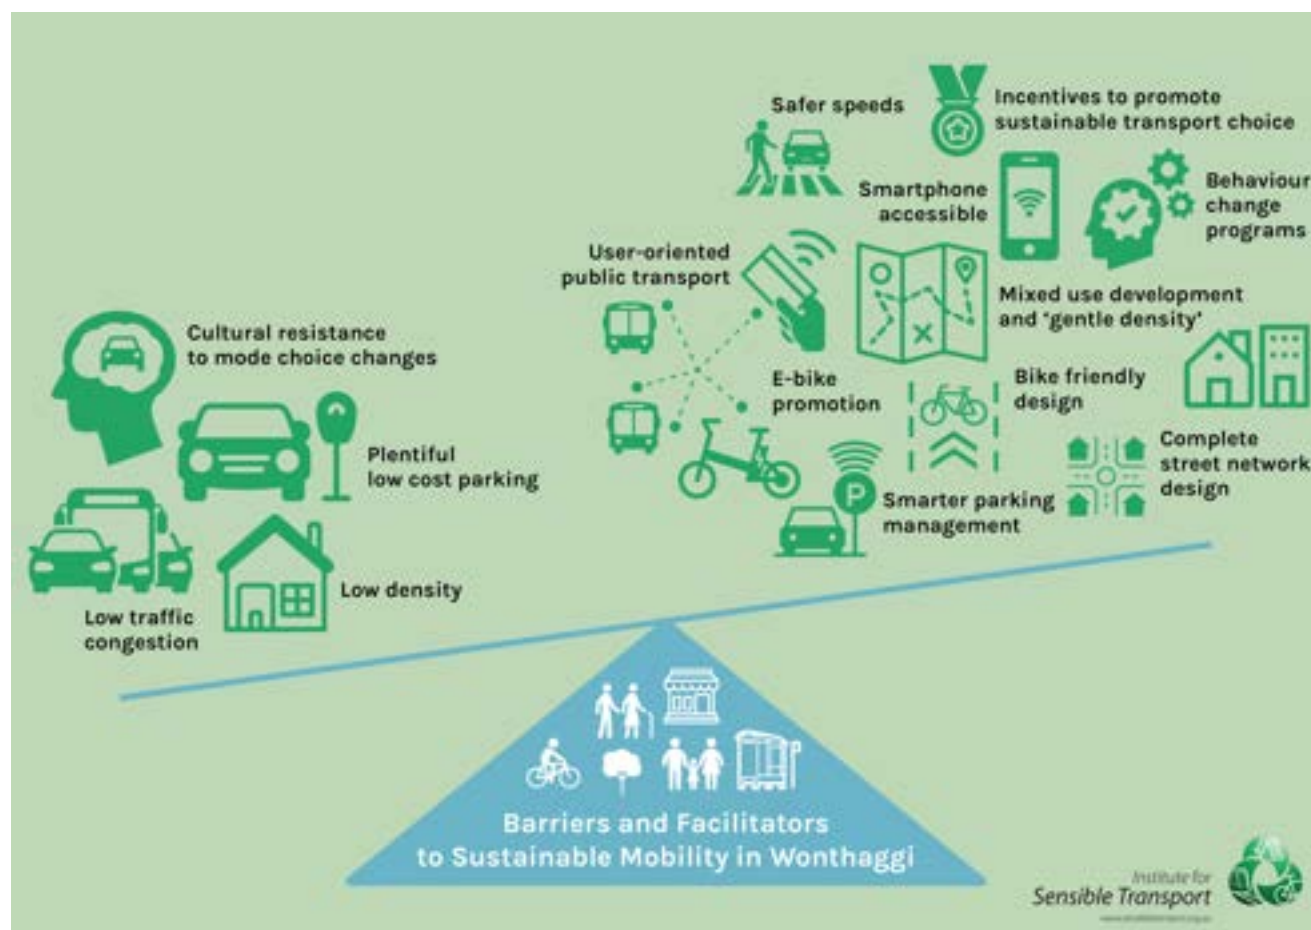 Safer speeds
Incentives to promote
sustainable transport choice
Smartphone
accessible
Behaviour
change
programs
User-oriented
public transport
Mixed use development
and ‘gentle density’
Cultural resistance
to mode choice changes
E-bike
promotion
Bike friendly
design
Plentiful
low cost parking
Complete
street network
design
P
Smarter parking
management
Low density
Low traffic
congestion
Barriers and Facilitators
to Sustainable Mobility in Wonthaggi
Institute for
Sensible Transport